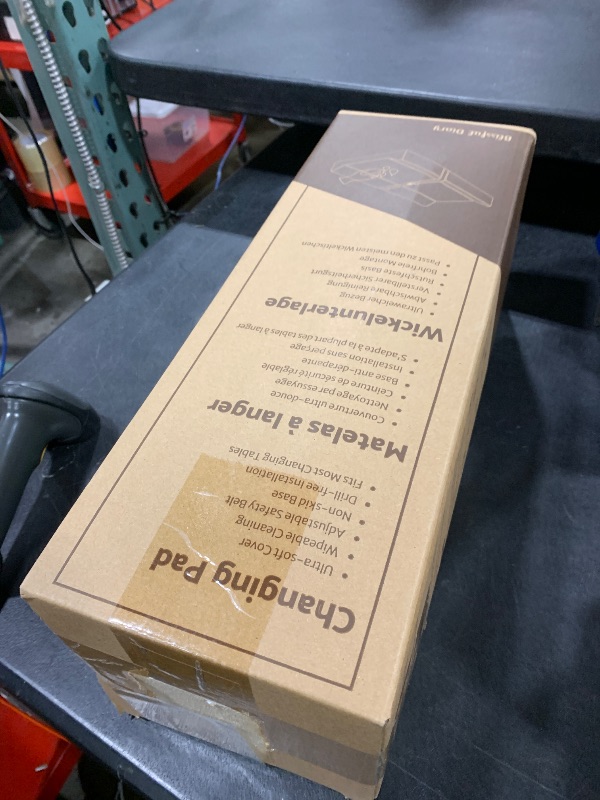 Changing Pad
• Ultra-soft Cover
• Wipeable Cleaning
• Adjustable Safety Belt
• Non-skid Base
• Drill-free Installation
• Fits Most Changing Tables
Matelas à langer
• Couverture ultra-douce
• Nettoyage par essuyage
• Ceinture de sécurité réglable
• Base anti-dérapante
• Installation sans perçage
• S'adapte à la plupart des tables à langer
Wickelunterlage
• Ultraweicher Bezug
• Abwischbare Reinigung
• Verstellbarer Sicherheitsgurt
• Rutschfeste Basis
• Bohrfreie Montage
• Passt zu den meisten Wickeltischen
Blissful Diary